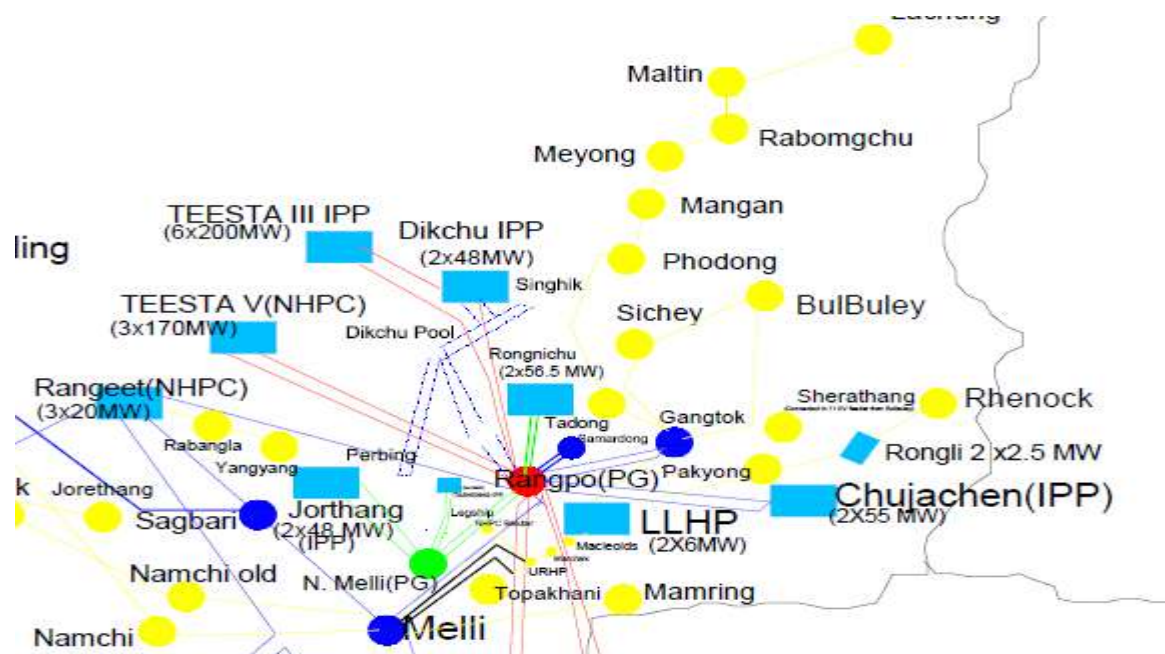 Maltin
Rabomgchu
Meyong
Mangan
TEESTA III IPP
(6x200MW)
Dikchu IPP
(2x48MW)
ling
Phodong
Singhik
BulBuley
TEESTA V(NHPC)
(3x170MW)
Sichey
Dikchu Pool
Rongnichu
(2x56.5 MW)
Rangeet(NHPC)
(3x20MW)
Sherathang
Rhenock
Tadong
Gangtok
Samardong
Rabangla
Perbing
Rongli 2 x2.5 MW
Yangyang
Rangpo(PG)
Pakyong
k
Jorethang
Chujachen(IPP)
(2X55 MW)
Sagbari
Jorthang
(2x48 MW)
(IPP)
Legship
LLHP
(2X6MW)
Macleoids
Namchi old
N. Melli(PG)
URHP
Topakhani
Mamring
Namchi
Melli